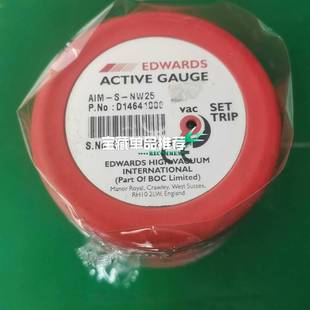 EDWARDS
ACTIVE GAUGE
AIM-S-NW25
P.No: D14641000
vac
SET
TRIP
S.No
EDWARDS HIGH VACUUM
INTERNATIONAL
(Part Of BOC Limited)
Manor Royal, Crawley, West Sussex,
RH10 2LW, England